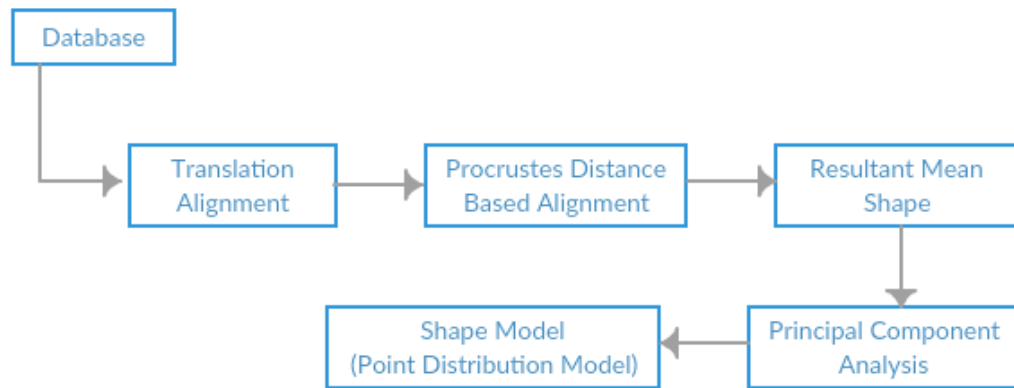 Database
Translation
Alignment
Procrustes Distance
Based Alignment
Resultant Mean
Shape
Principal Component
Analysis
Shape Model
(Point Distribution Model)